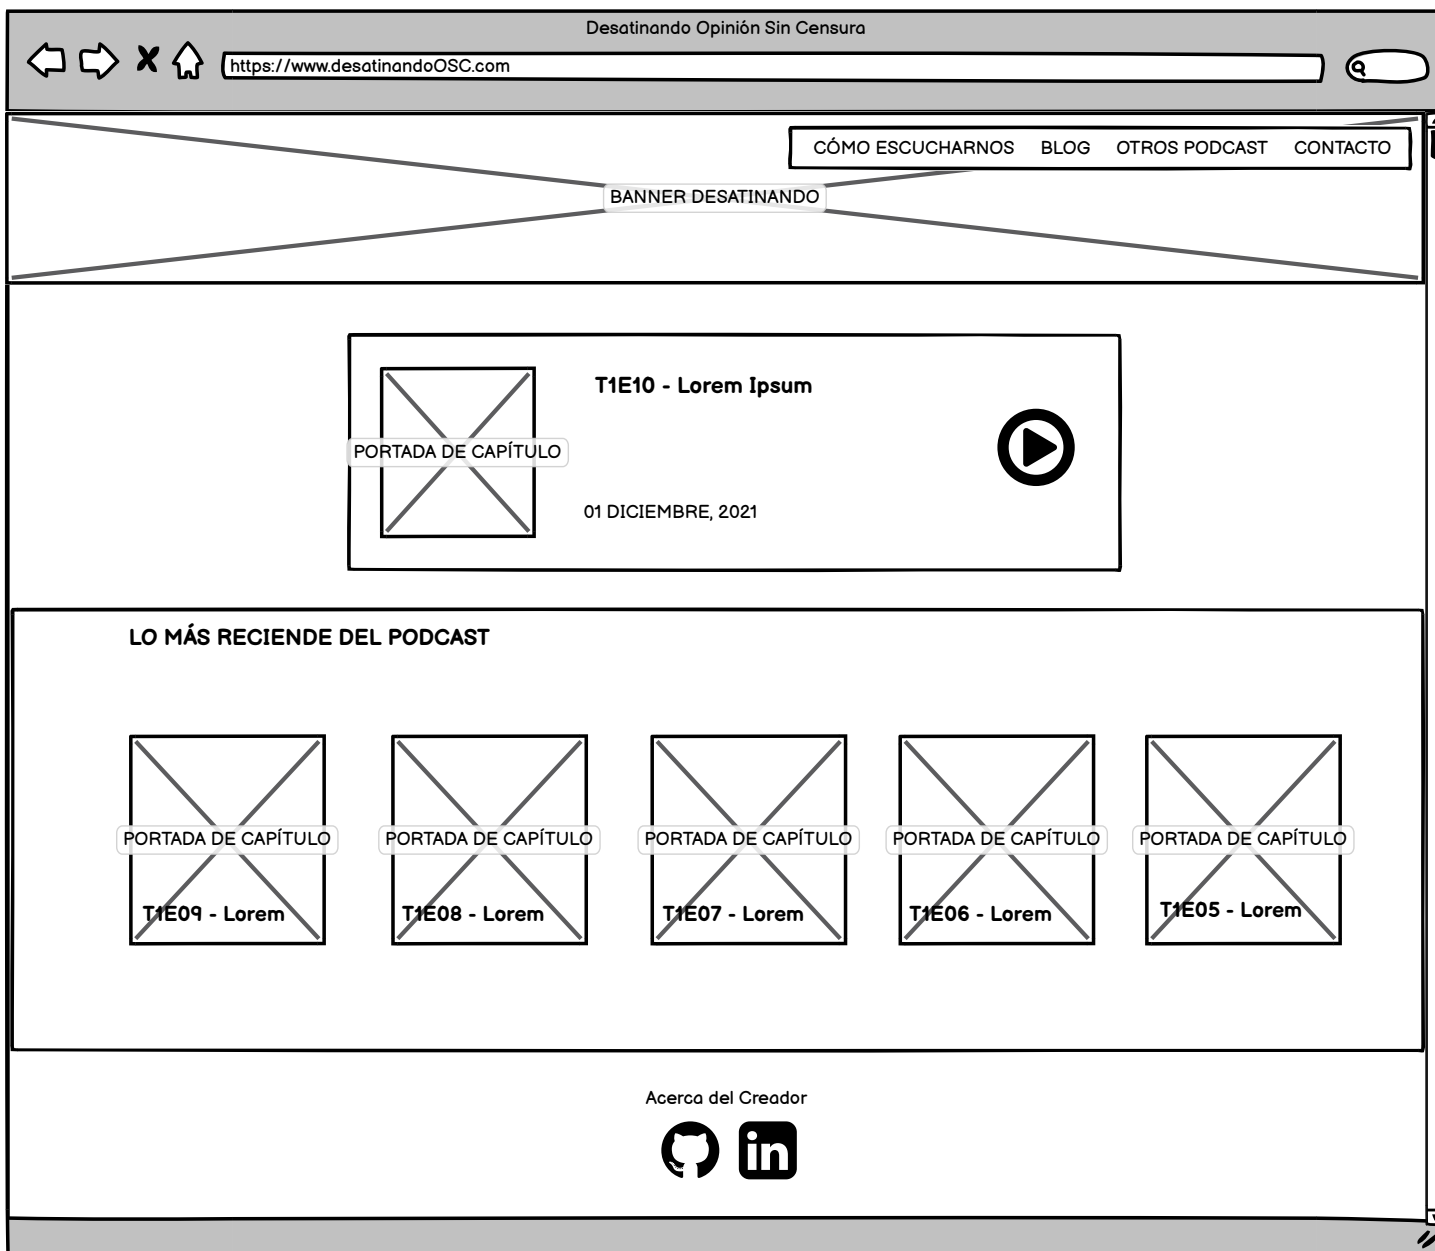 Desatinando Opinión Sin Censura
https://www.desatinandoOSC.com
CÓMO ESCUCHARNOS BLOG OTROS PODCAST CONTACTO
BANNER DESATINANDO
T1E10 - Lorem Ipsum
PORTADA DE CAPÍTULO
01 DICIEMBRE, 2021
LO MÁS RECIENDE DEL PODCAST
PORTADA DE CAPÍTULO PORTADA DE CAPÍTULO PORTADA DE CAPÍTULO PORTADA DE CAPÍTULO PORTADA DE CAPÍTULO
T1E09 - Lorem T1E08 - Lorem T1E07 - Lorem T1E06 - Lorem T1E05 - Lorem
Acerca del Creador
in